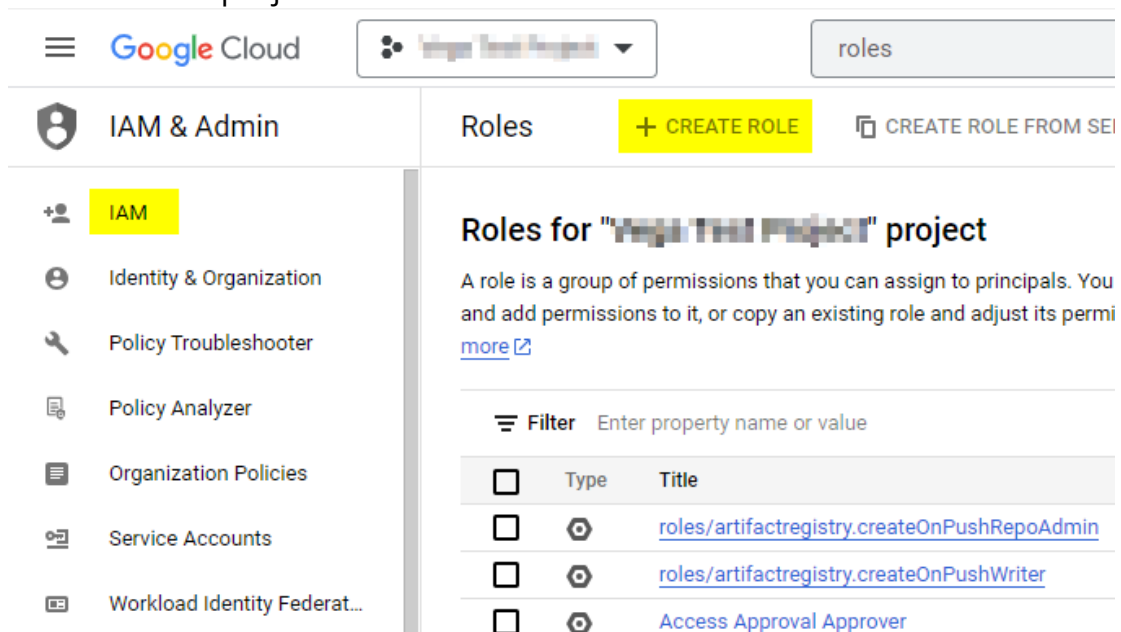 Google Cloud
roles
IAM & Admin
Roles
+ CREATE ROLE
CREATE ROLE FROM SE
IAM
Identity & Organization
Policy Troubleshooter
Policy Analyzer
Organization Policies
Service Accounts
Workload Identity Federat...
Roles for "" project
A role is a group of permissions that you can assign to principals. You
and add permissions to it, or copy an existing role and adjust its permi
more
Filter Enter property name or value
Type Title
roles/artifactregistry.createOnPushRepoAdmin
roles/artifactregistry.createOnPushWriter
Access Approval Approver